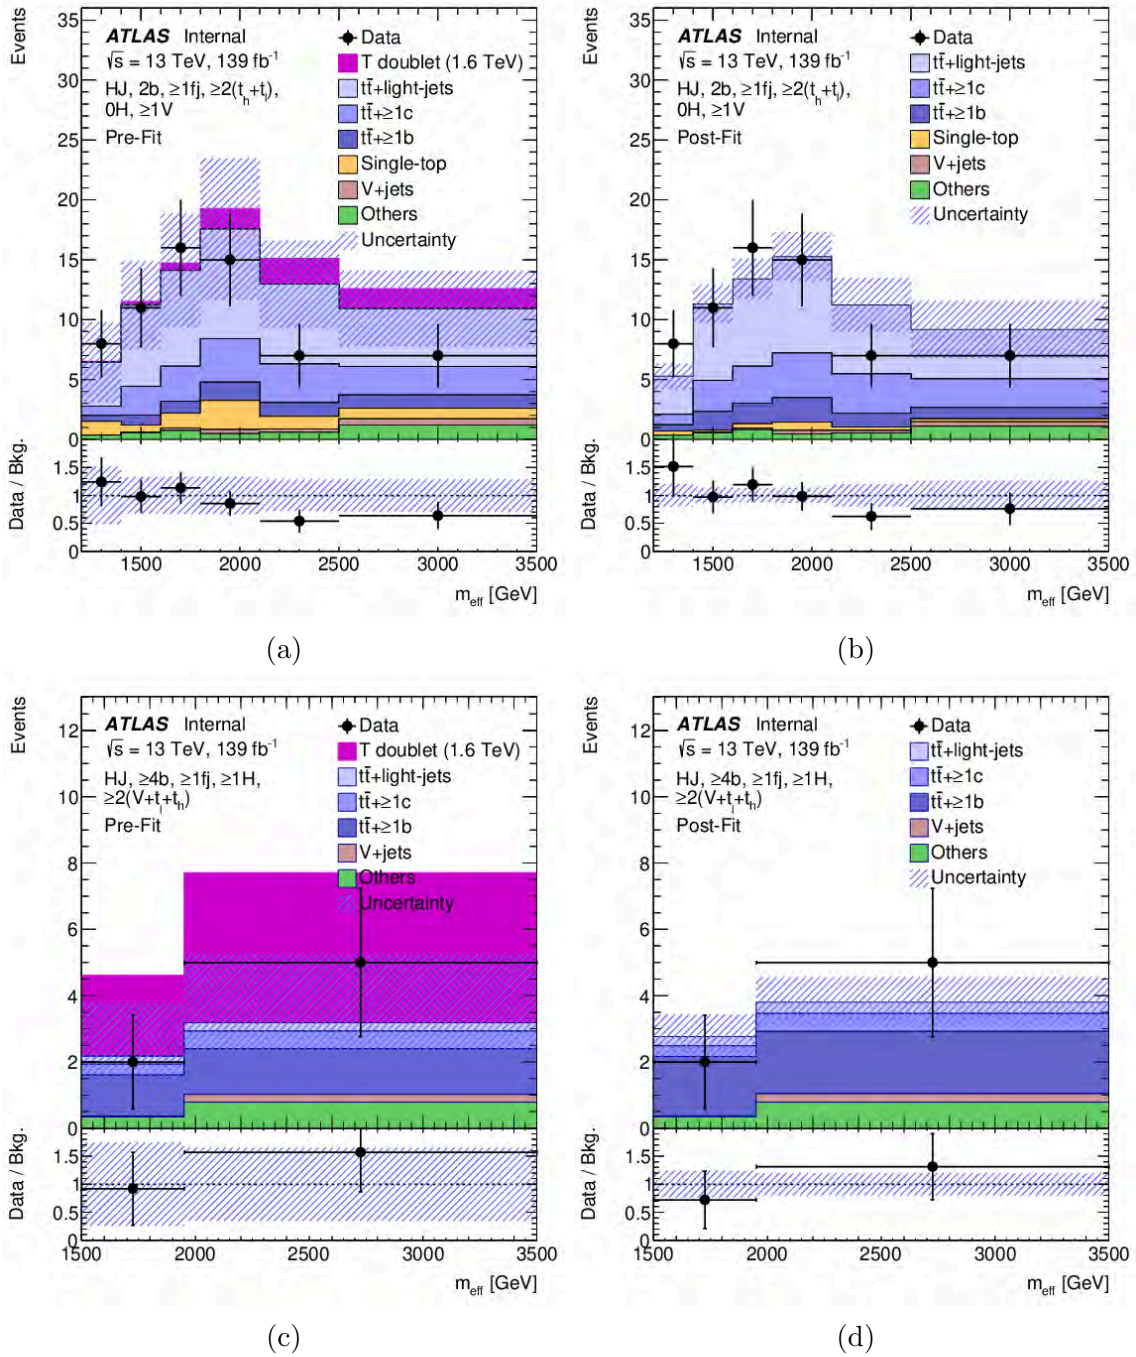 Events
35
30
25
20
15
10
5
0
ATLAS Internal
√s = 13 TeV, 139 fb⁻¹
HJ, 2b, ≥1fj, ≥2(t_h+t_l),
0H, ≥1V
Pre-Fit
Data
T doublet (1.6 TeV)
tt̄+light-jets
tt̄+≥1c
tt̄+≥1b
Single-top
V+jets
Others
Uncertainty
Data / Bkg.
1.5
1
0.5
0
1500 2000 2500 3000 3500
m_eff [GeV]
(a)
Events
35
30
25
20
15
10
5
0
ATLAS Internal
√s = 13 TeV, 139 fb⁻¹
HJ, 2b, ≥1fj, ≥2(t_h+t_l),
0H, ≥1V
Post-Fit
Data
tt̄+light-jets
tt̄+≥1c
tt̄+≥1b
Single-top
V+jets
Others
Uncertainty
Data / Bkg.
1.5
1
0.5
0
1500 2000 2500 3000 3500
m_eff [GeV]
(b)
Events
12
10
8
6
4
2
0
ATLAS Internal
√s = 13 TeV, 139 fb⁻¹
HJ, ≥4b, ≥1fj, ≥1H,
≥2(V+t_l+t_h)
Pre-Fit
Data
T doublet (1.6 TeV)
tt̄+light-jets
tt̄+≥1c
tt̄+≥1b
V+jets
Others
Uncertainty
Data / Bkg.
1.5
1
0.5
0
1500 2000 2500 3000 3500
m_eff [GeV]
(c)
Events
12
10
8
6
4
2
0
ATLAS Internal
√s = 13 TeV, 139 fb⁻¹
HJ, ≥4b, ≥1fj, ≥1H,
≥2(V+t_l+t_h)
Post-Fit
Data
tt̄+light-jets
tt̄+≥1c
tt̄+≥1b
V+jets
Others
Uncertainty
Data / Bkg.
1.5
1
0.5
0
1500 2000 2500 3000 3500
m_eff [GeV]
(d)